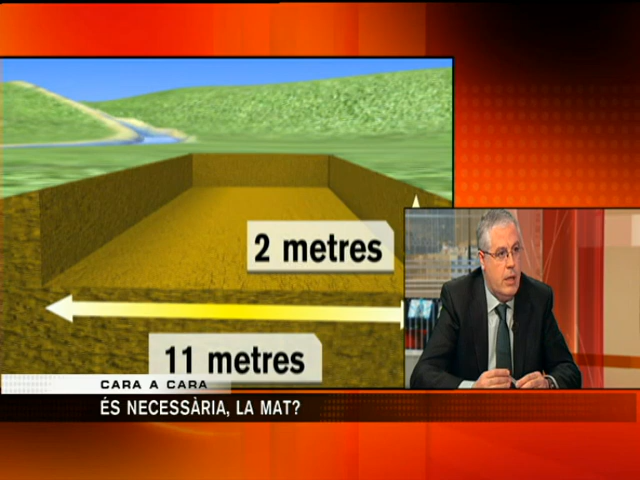 2 metres
11 metres
CARA A CARA
ÉS NECESSÀRIA, LA MAT?